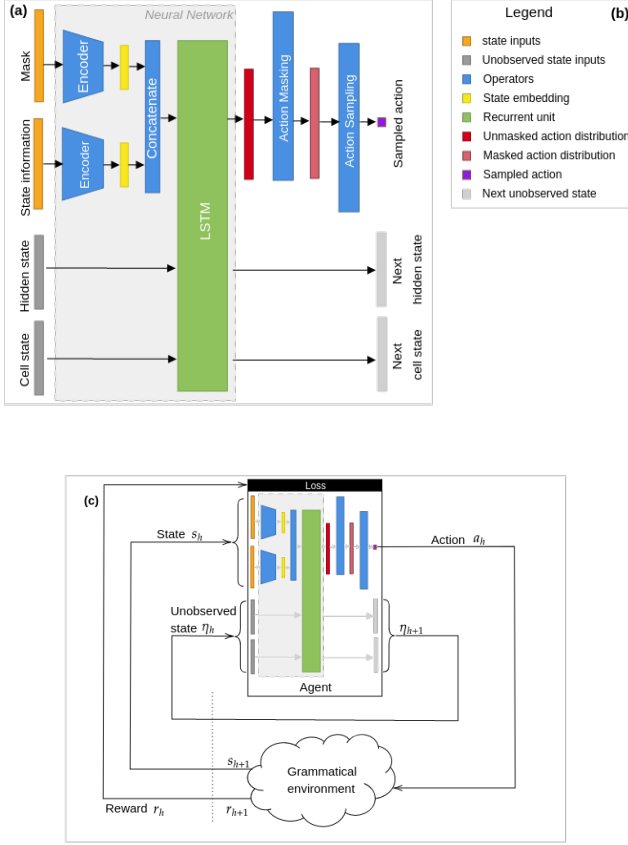 (a)
Neural Network
Mask
State information
Hidden state
Cell state
Encoder
Encoder
Concatenate
LSTM
Action Masking
Action Sampling
Sampled action
Next
hidden state
Next
cell state
Legend
(b)
state inputs
Unobserved state inputs
Operators
State embedding
Recurrent unit
Unmasked action distribution
Masked action distribution
Sampled action
Next unobserved state
(c)
Loss
State s_h
Action a_h
Unobserved
state η_h
η_{h+1}
Agent
s_{h+1}
Grammatical
environment
Reward r_h
r_{h+1}